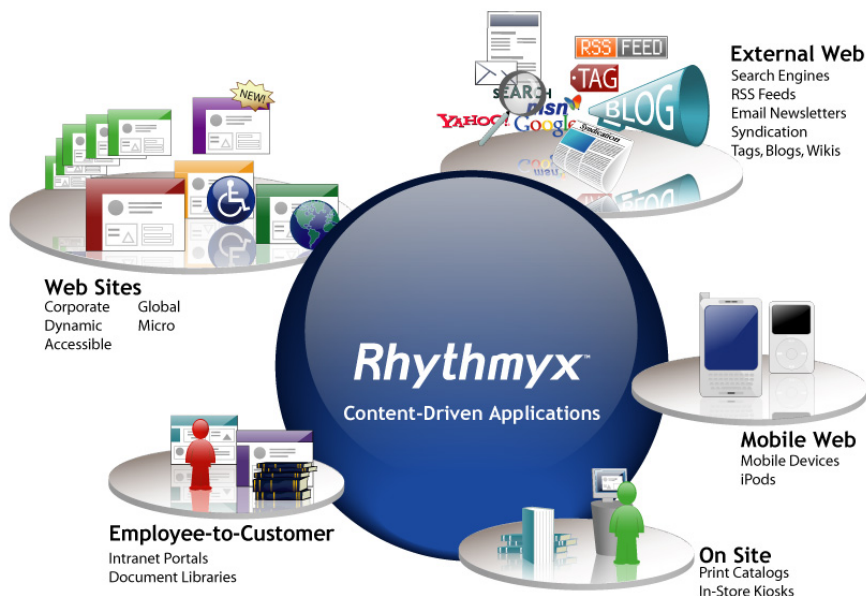 NEW!
SEARCH
YAHOO!
msn
Google
RSS FEED
TAG
BLOG
Syndication
External Web
Search Engines
RSS Feeds
Email Newsletters
Syndication
Tags, Blogs, Wikis
Web Sites
Corporate Global
Dynamic Micro
Accessible
Rhythmyx™
Content-Driven Applications
Mobile Web
Mobile Devices
iPods
Employee-to-Customer
Intranet Portals
Document Libraries
On Site
Print Catalogs
In-Store Kiosks